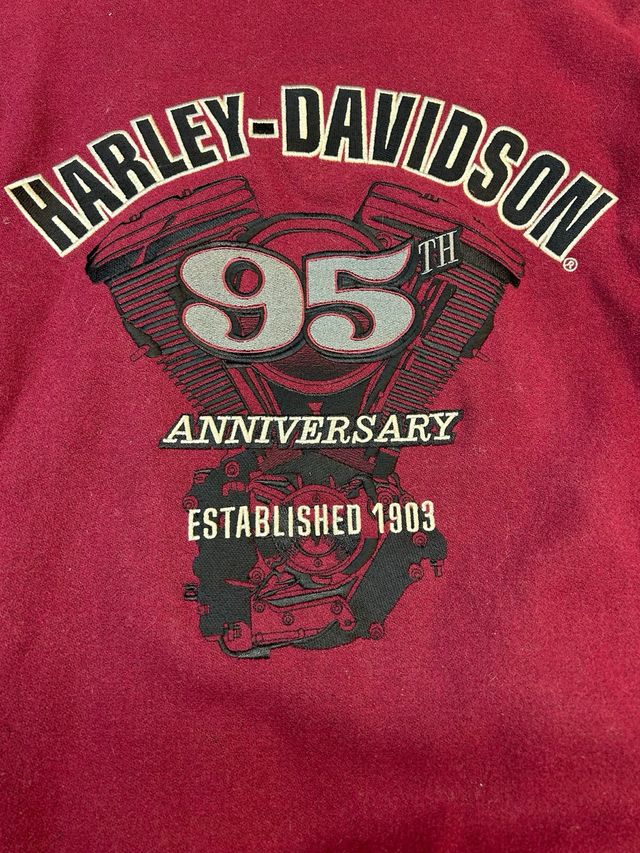 HARLEY-DAVIDSON®
95TH
ANNIVERSARY
ESTABLISHED 1903